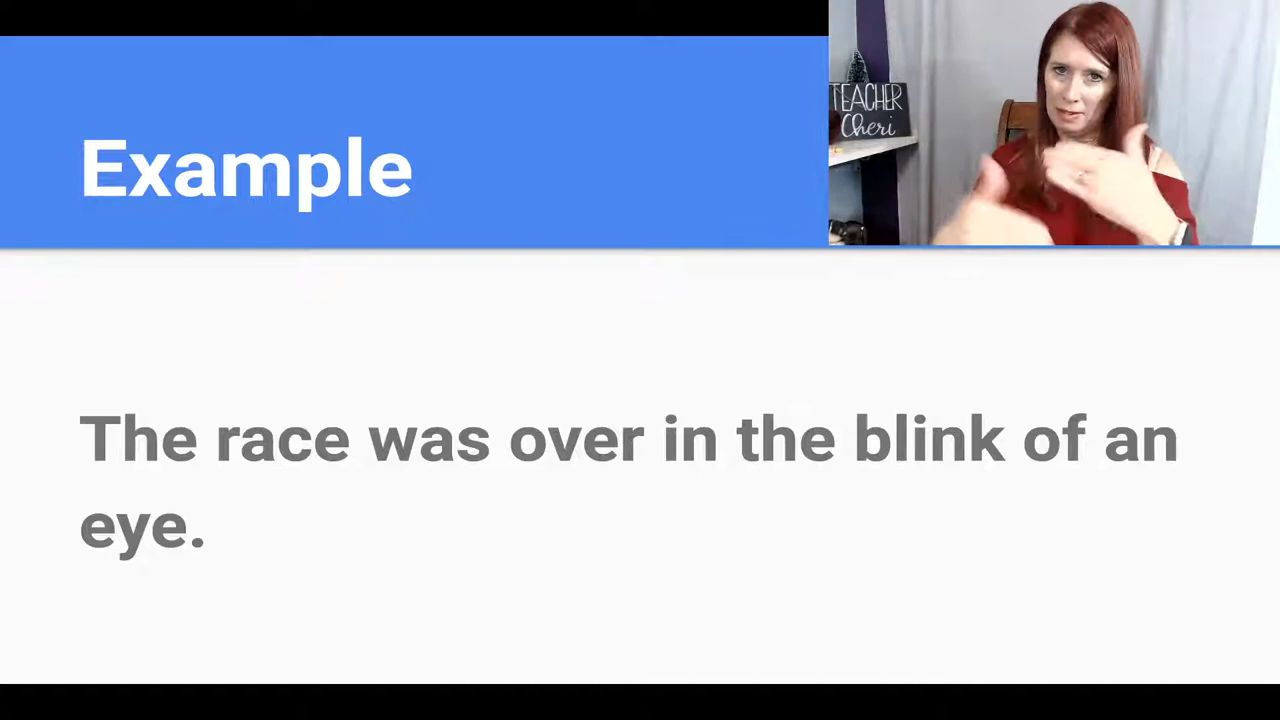 Example
TEACHER
Cheri
The race was over in the blink of an
eye.